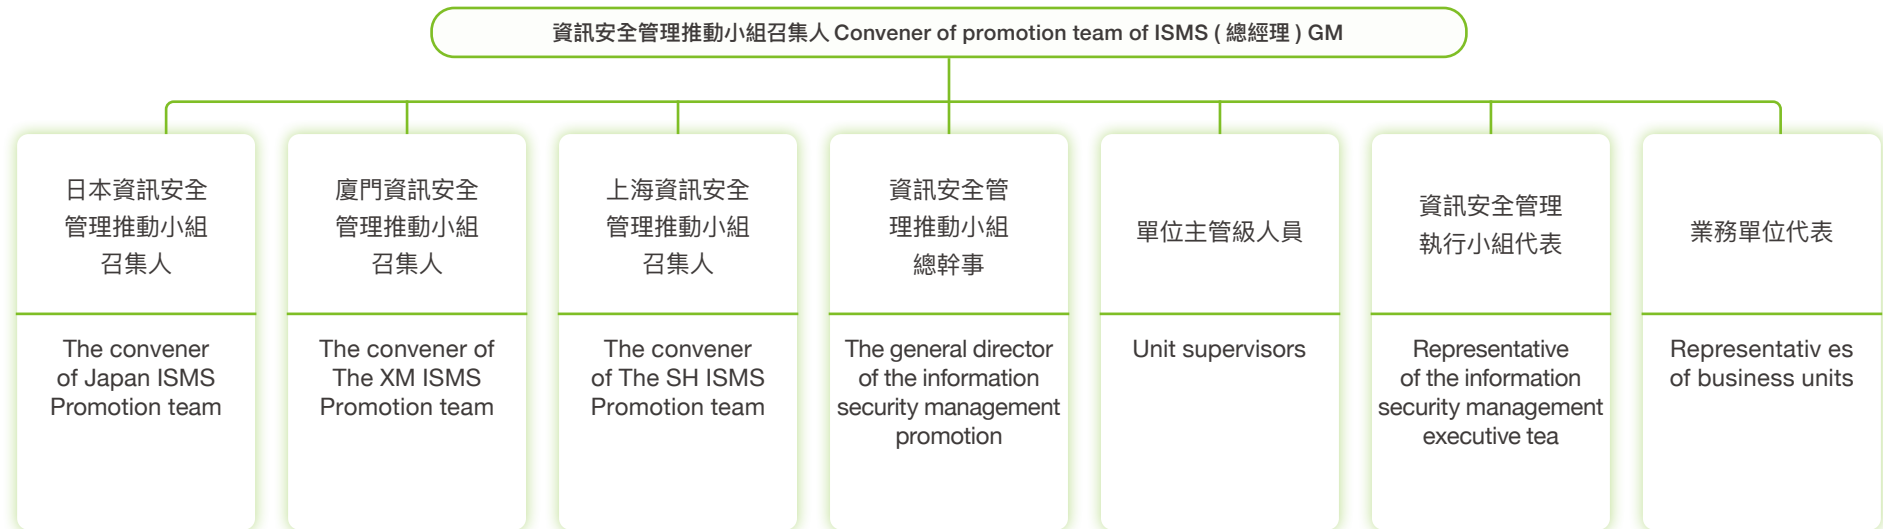 資訊安全管理推動小組召集人 Convener of promotion team of ISMS ( 總經理 ) GM
日本資訊安全
管理推動小組
召集人
The convener
of Japan ISMS
Promotion team
廈門資訊安全
管理推動小組
召集人
The convener of
The XM ISMS
Promotion team
上海資訊安全
管理推動小組
召集人
The convener
of The SH ISMS
Promotion team
資訊安全管
理推動小組
總幹事
The general director
of the information
security management
promotion
單位主管級人員
Unit supervisors
資訊安全管理
執行小組代表
Representative
of the information
security management
executive tea
業務單位代表
Representativ es
of business units